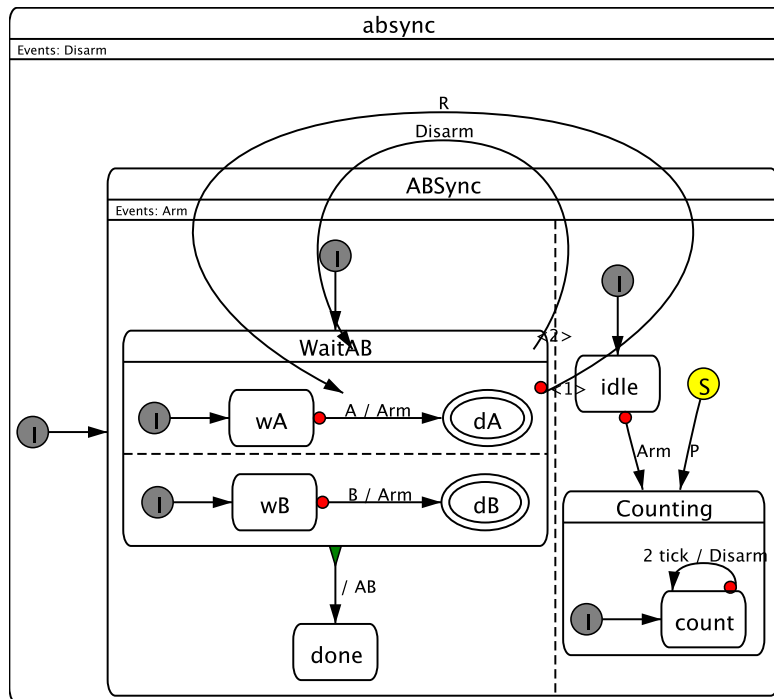 absync
Events: Disarm
R
Disarm
ABSync
Events: Arm
I
I
WaitAB
<2>
<1>
idle
S
I
I
wA
A / Arm
dA
Arm
P
I
wB
B / Arm
dB
Counting
2 tick / Disarm
/ AB
I
count
done